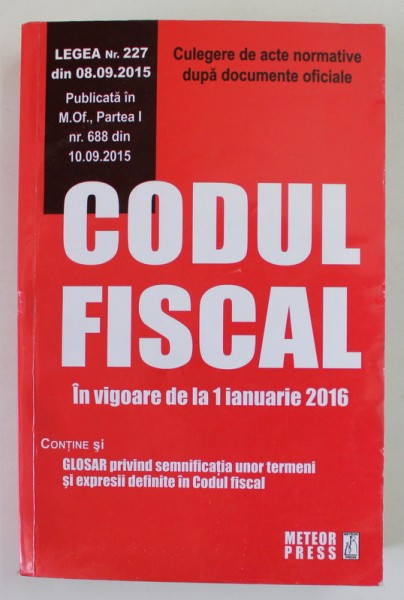 LEGEA Nr. 227
din 08.09.2015
Publicată în
M.Of., Partea I
nr. 688 din
10.09.2015
Culegere de acte normative
după documente oficiale
CODUL
FISCAL
În vigoare de la 1 ianuarie 2016
CONȚINE ȘI
GLOSAR privind semnificația unor termeni
și expresii definite în Codul fiscal
METEOR
PRESS